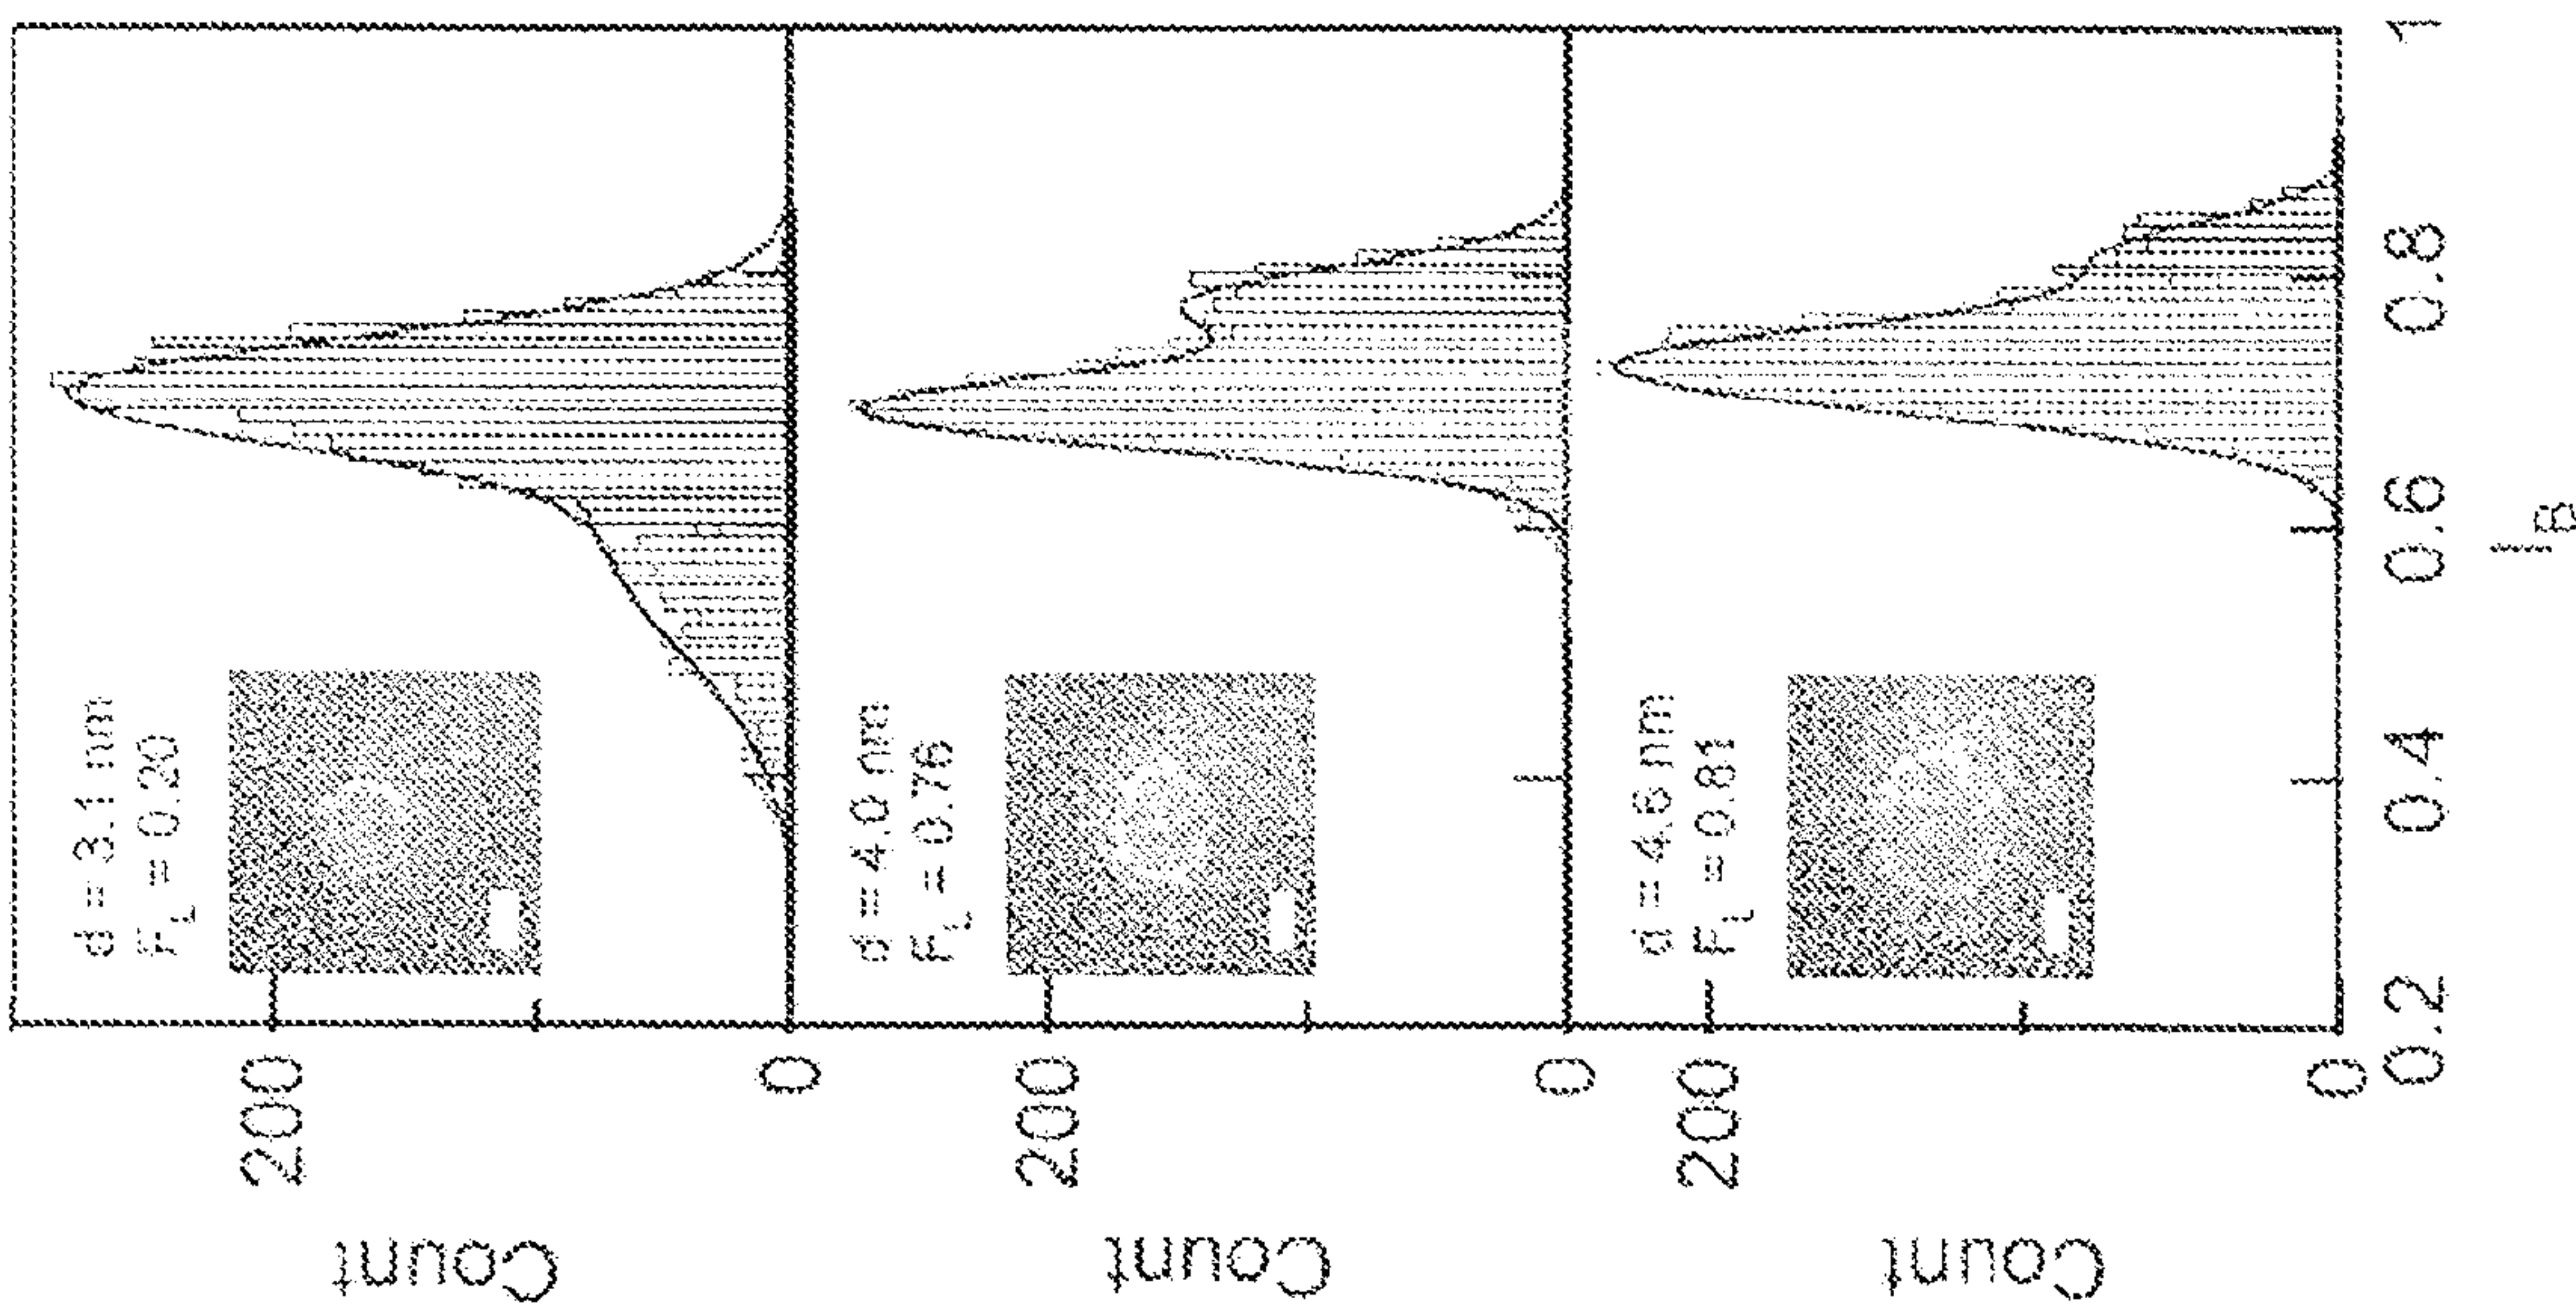 Count
200
0
d = 3.1 nm
F_L = 0.20
Count
200
0
d = 4.0 nm
F_L = 0.76
Count
200
0
d = 4.6 nm
F_L = 0.81
0.2 0.4 0.6 0.8 1
I_B